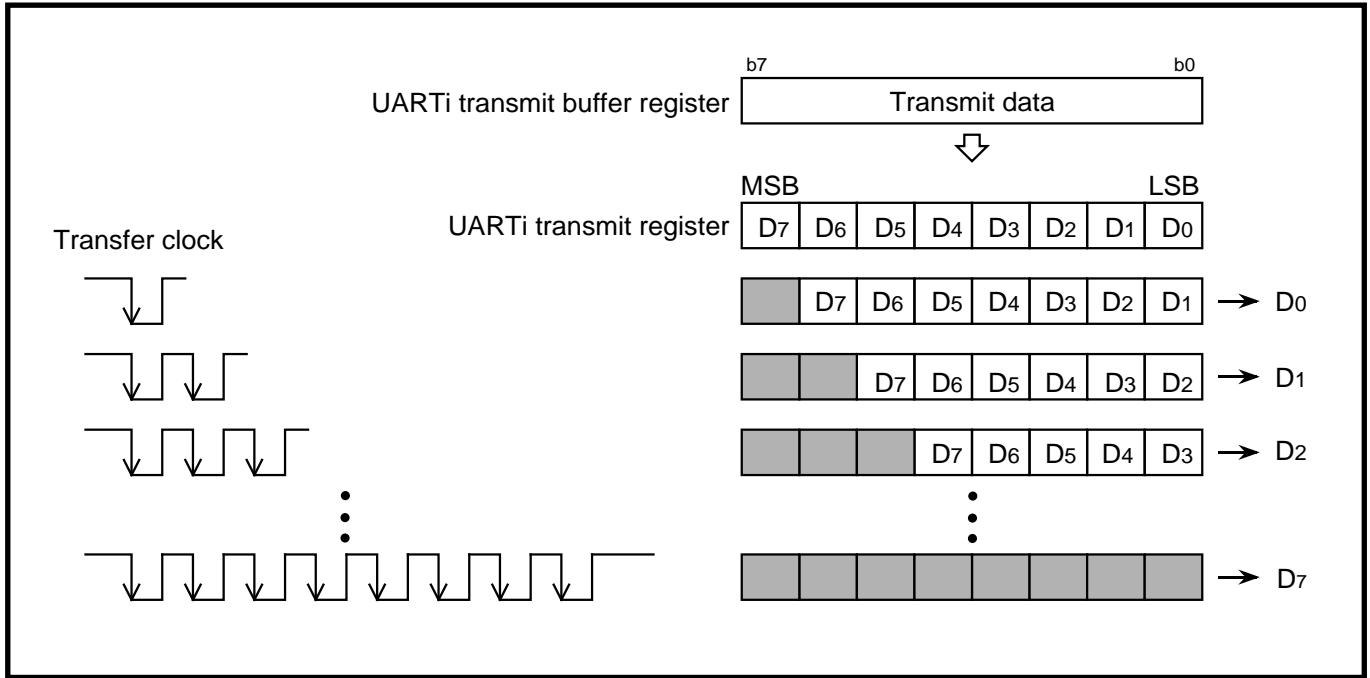 b7 b0
UARTi transmit buffer register Transmit data
MSB LSB
UARTi transmit register D7 D6 D5 D4 D3 D2 D1 D0
Transfer clock
D7 D6 D5 D4 D3 D2 D1 D0
D7 D6 D5 D4 D3 D2 D1
D7 D6 D5 D4 D3 D2
D7